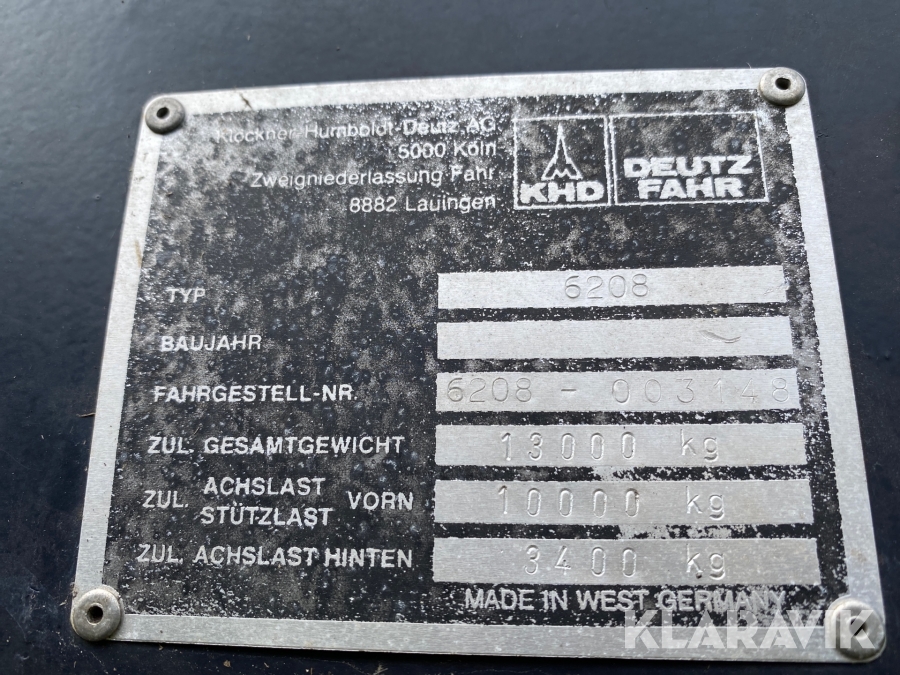 Klöckner Humboldt-Deutz AG
5000 Köln
Zweigniederlassung Fahr
8882 Lauingen
KHD
DEUTZ
FAHR
TYP 6208
BAUJAHR
FAHRGESTELL-NR. 6208 - 003148
ZUL. GESAMTGEWICHT 13000 kg
ZUL. ACHSLAST STÜTZLAST VORN 10000 kg
ZUL. ACHSLAST HINTEN 3400 kg
MADE IN WEST GERMANY
KLARAVIK